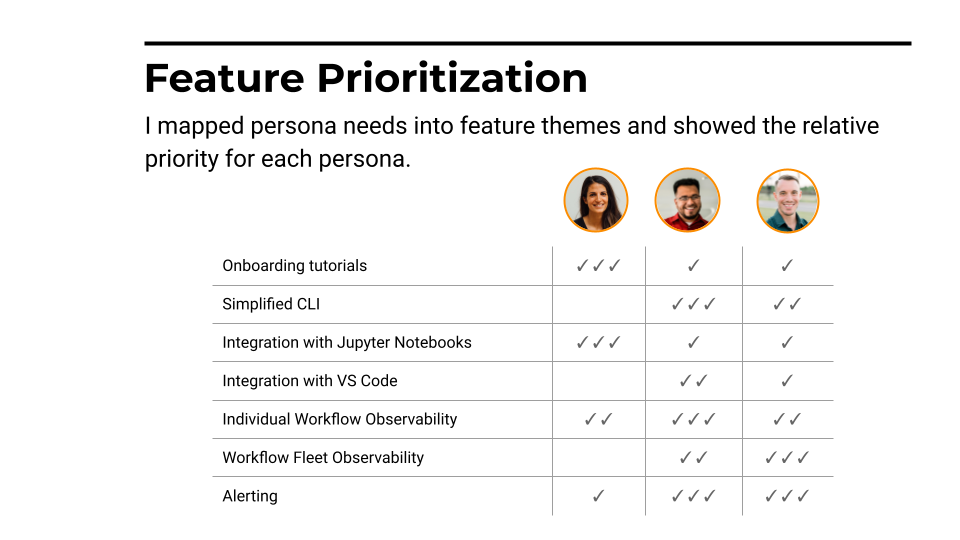 Feature Prioritization
I mapped persona needs into feature themes and showed the relative
priority for each persona.
Onboarding tutorials ✓✓✓ ✓ ✓
Simplified CLI ✓✓✓ ✓✓
Integration with Jupyter Notebooks ✓✓✓ ✓ ✓
Integration with VS Code ✓✓ ✓
Individual Workflow Observability ✓✓ ✓✓✓ ✓✓
Workflow Fleet Observability ✓✓ ✓✓✓
Alerting ✓ ✓✓✓ ✓✓✓